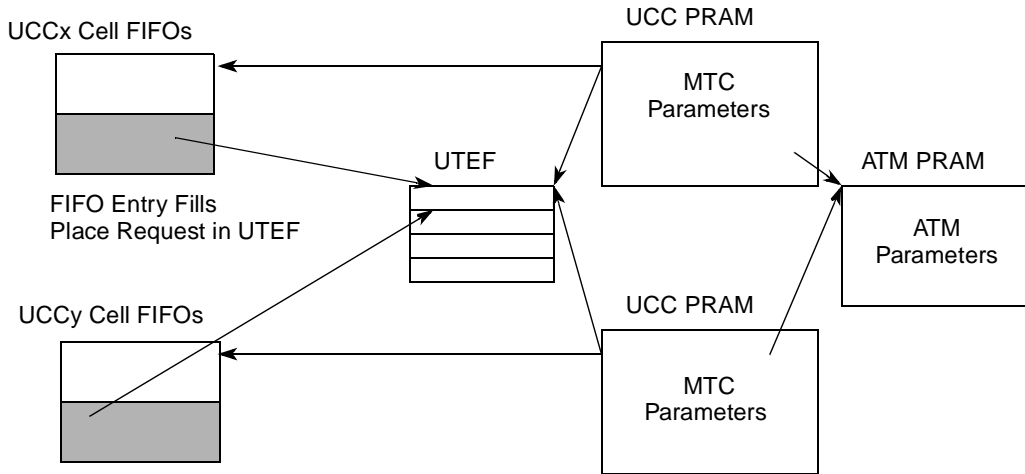 UCC PRAM
UCCx Cell FIFOs
MTC
Parameters
UTEF
ATM PRAM
FIFO Entry Fills
Place Request in UTEF
ATM
Parameters
UCCy Cell FIFOs
UCC PRAM
MTC
Parameters